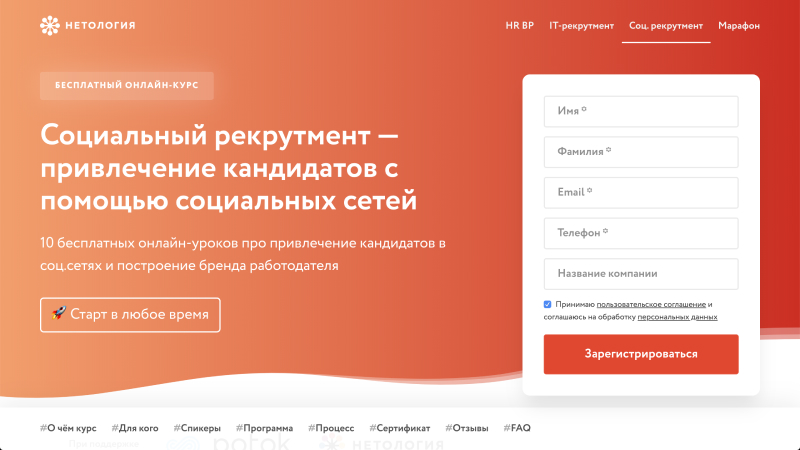 НЕТОЛОГИЯ
HR BP IT-рекрутмент Соц. рекрутмент Марафон
БЕСПЛАТНЫЙ ОНЛАЙН-КУРС
Социальный рекрутмент —
привлечение кандидатов с
помощью социальных сетей
10 бесплатных онлайн-уроков про привлечение кандидатов в
соц.сетях и построение бренда работодателя
🚀 Старт в любое время
Имя *
Фамилия *
Email *
Телефон *
Название компании
Принимаю пользовательское соглашение и
соглашаюсь на обработку персональных данных
Зарегистрироваться
#О чём курс #Для кого #Спикеры #Программа #Процесс #Сертификат #Отзывы #FAQ
При поддержке potok НЕТОЛОГИЯ